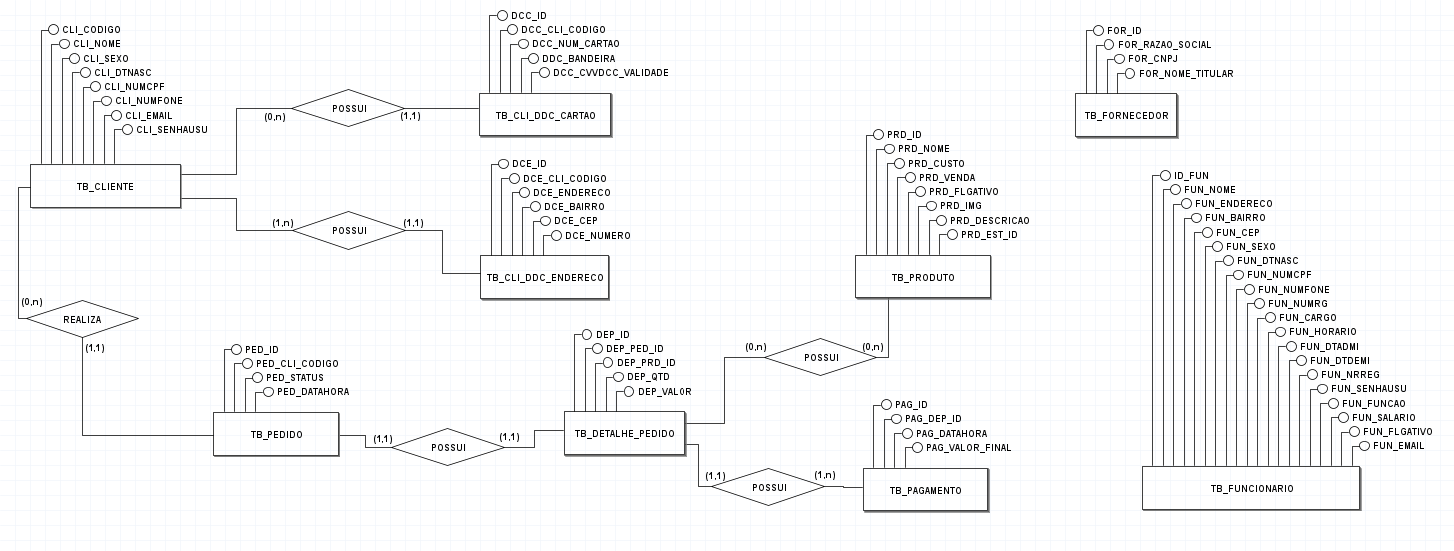 CLI_CODIGO
CLI_NOME
CLI_SEXO
CLI_DTNASC
CLI_NUMCPF
CLI_NUMFONE
CLI_EMAIL
CLI_SENHAUSU
TB_CLIENTE
(0,n)
POSSUI
(1,1)
DCC_ID
DCC_CLI_CODIGO
DCC_NUM_CARTAO
DDC_BANDEIRA
DCC_CVVDCC_VALIDADE
TB_CLI_DDC_CARTAO
(1,n)
POSSUI
(1,1)
DCE_ID
DCE_CLI_CODIGO
DCE_ENDERECO
DCE_BAIRRO
DCE_CEP
DCE_NUMERO
TB_CLI_DDC_ENDERECO
(0,n)
REALIZA
(1,1)
PED_ID
PED_CLI_CODIGO
PED_STATUS
PED_DATAHORA
TB_PEDIDO
(1,1)
POSSUI
(1,1)
DEP_ID
DEP_PED_ID
DEP_PRD_ID
DEP_QTD
DEP_VALOR
TB_DETALHE_PEDIDO
(0,n)
POSSUI
(0,n)
PRD_ID
PRD_NOME
PRD_CUSTO
PRD_VENDA
PRD_FLGATIVO
PRD_IMG
PRD_DESCRICAO
PRD_EST_ID
TB_PRODUTO
(1,1)
POSSUI
(1,n)
PAG_ID
PAG_DEP_ID
PAG_DATAHORA
PAG_VALOR_FINAL
TB_PAGAMENTO
FOR_ID
FOR_RAZAO_SOCIAL
FOR_CNPJ
FOR_NOME_TITULAR
TB_FORNECEDOR
ID_FUN
FUN_NOME
FUN_ENDERECO
FUN_BAIRRO
FUN_CEP
FUN_SEXO
FUN_DTNASC
FUN_NUMCPF
FUN_NUMFONE
FUN_NUMRG
FUN_CARGO
FUN_HORARIO
FUN_DTADMI
FUN_DTDEMI
FUN_NRREG
FUN_SENHAUSU
FUN_FUNCAO
FUN_SALARIO
FUN_FLGATIVO
FUN_EMAIL
TB_FUNCIONARIO